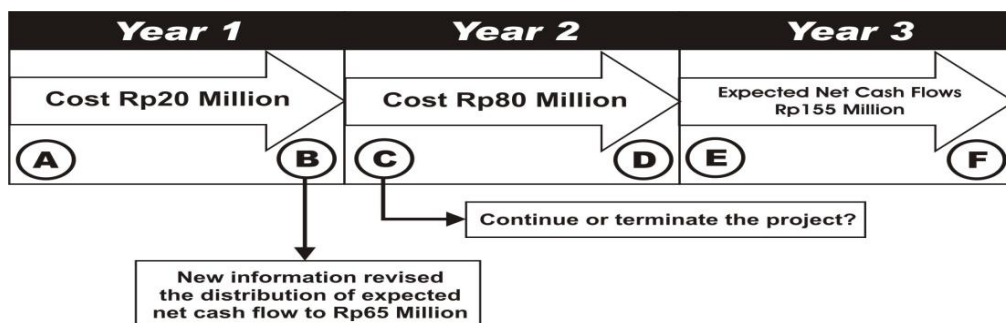 Year 1
Year 2
Year 3
Cost Rp20 Million
Cost Rp80 Million
Expected Net Cash Flows
Rp155 Million
A
B
C
D
E
F
Continue or terminate the project?
New information revised
the distribution of expected
net cash flow to Rp65 Million